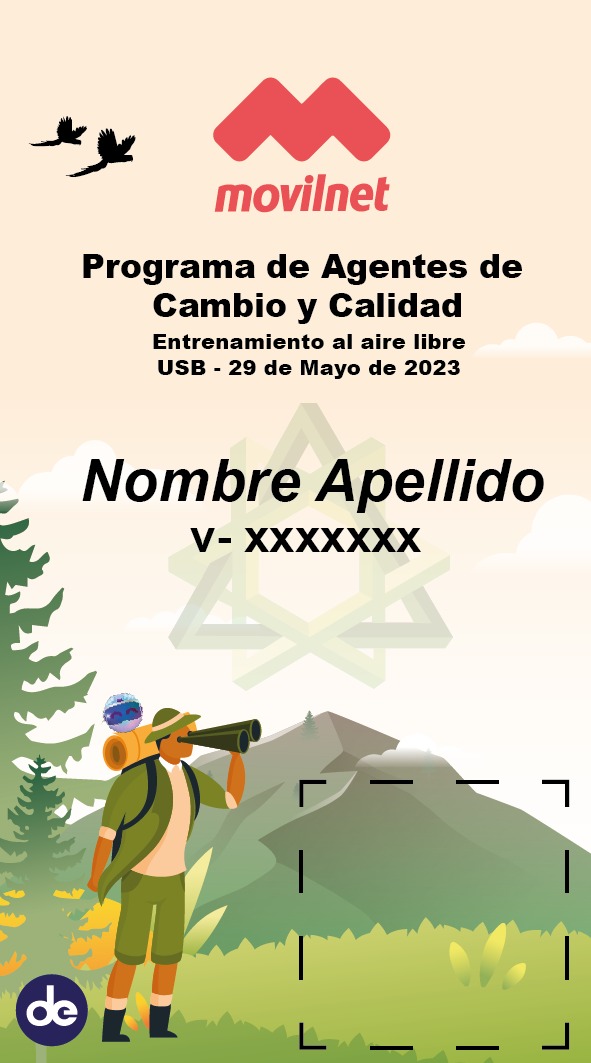 movilnet
Programa de Agentes de
Cambio y Calidad
Entrenamiento al aire libre
USB - 29 de Mayo de 2023
Nombre Apellido
V- XXXXXXX
de